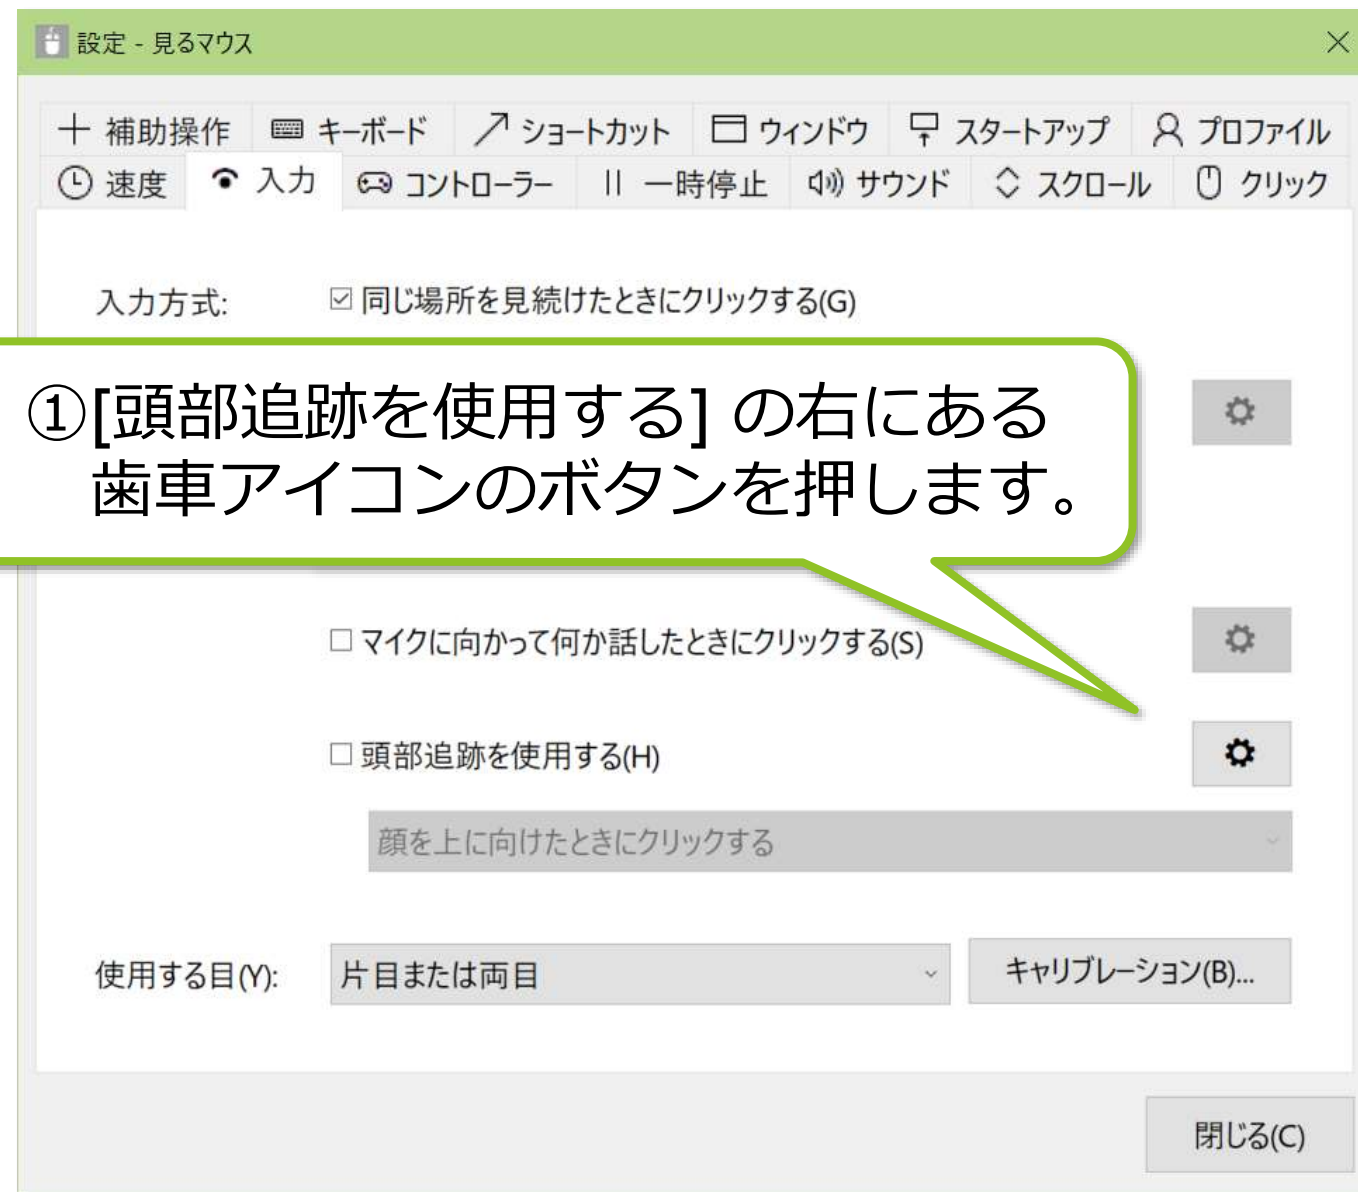 設定 - 見るマウス
補助操作 キーボード ショートカット ウィンドウ スタートアップ プロファイル
速度 入力 コントローラー 一時停止 サウンド スクロール クリック
入力方式: 同じ場所を見続けたときにクリックする(G)
①[頭部追跡を使用する] の右にある
歯車アイコンのボタンを押します。
マイクに向かって何か話したときにクリックする(S)
頭部追跡を使用する(H)
顔を上に向けたときにクリックする
使用する目(Y): 片目または両目 キャリブレーション(B)...
閉じる(C)